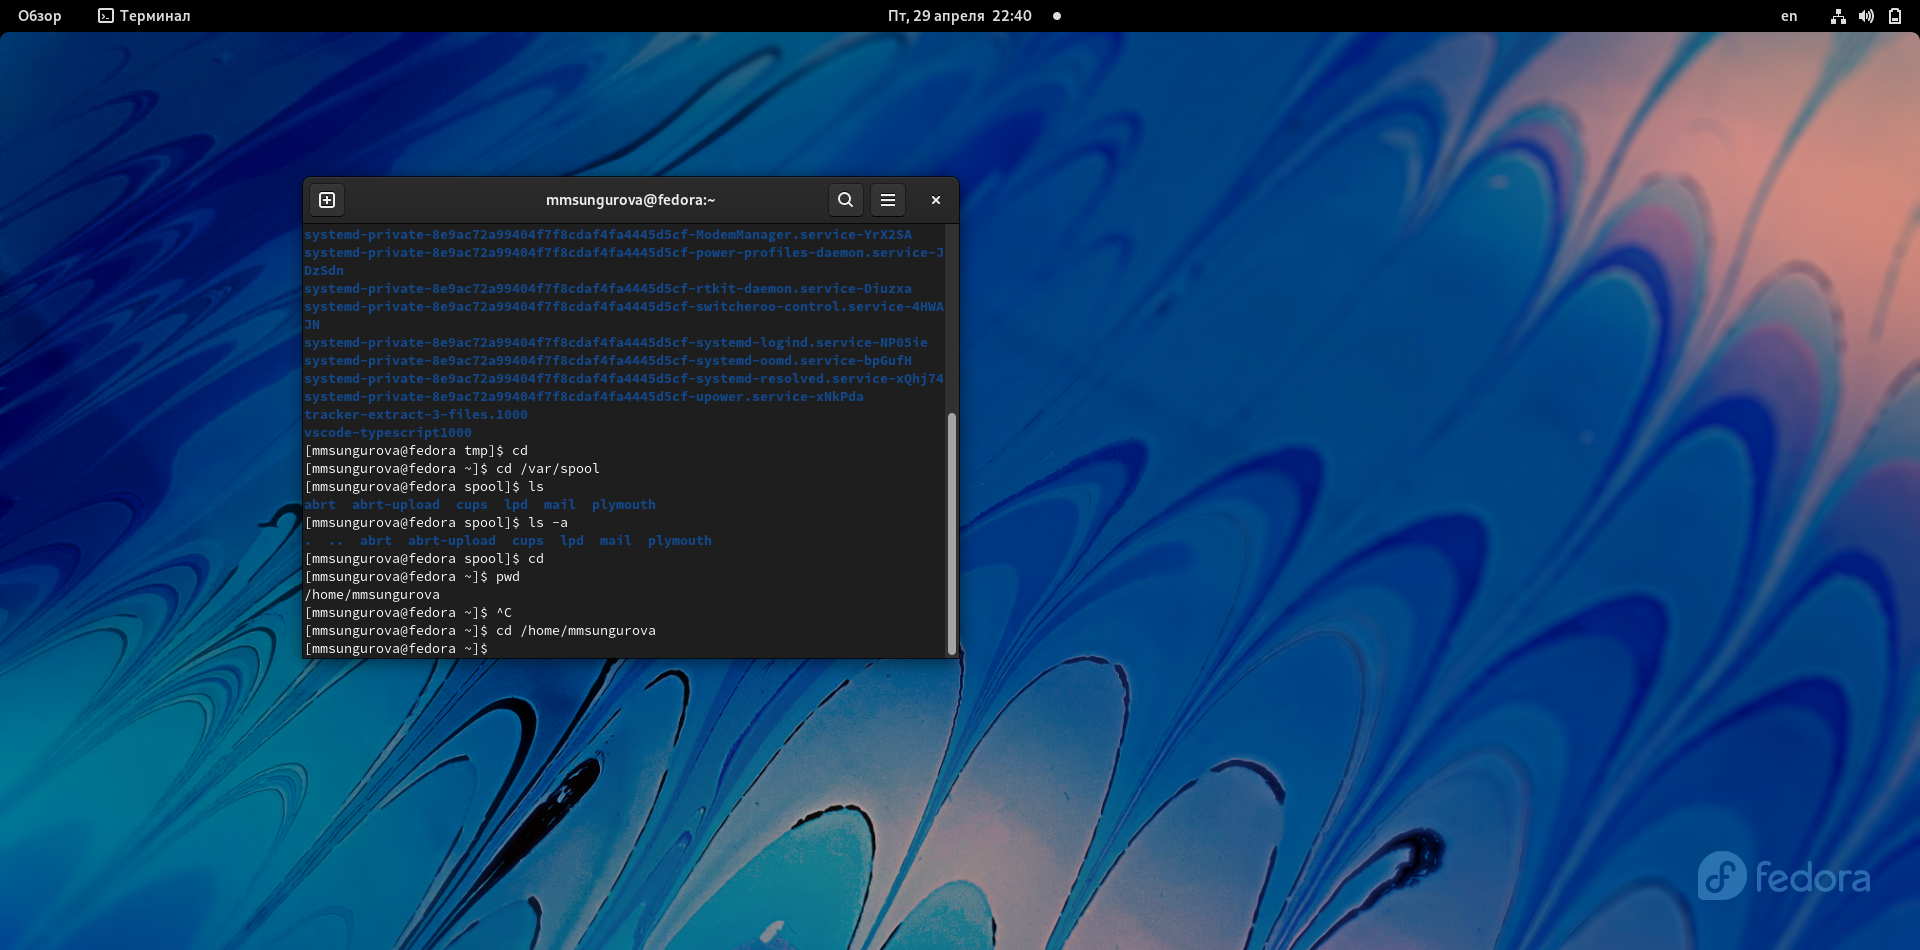 Обзор Терминал Пт, 29 апреля 22:40 en
mmsungurova@fedora:~
systemd-private-8e9ac72a99404f7f8cdaf4fa4445d5cf-ModemManager.service-YrX2SA
systemd-private-8e9ac72a99404f7f8cdaf4fa4445d5cf-power-profiles-daemon.service-J
DzSdn
systemd-private-8e9ac72a99404f7f8cdaf4fa4445d5cf-rtkit-daemon.service-Diuzxa
systemd-private-8e9ac72a99404f7f8cdaf4fa4445d5cf-switcheroo-control.service-4HWA
JN
systemd-private-8e9ac72a99404f7f8cdaf4fa4445d5cf-systemd-logind.service-NP05ie
systemd-private-8e9ac72a99404f7f8cdaf4fa4445d5cf-systemd-oomd.service-bpGufH
systemd-private-8e9ac72a99404f7f8cdaf4fa4445d5cf-systemd-resolved.service-xQhj74
systemd-private-8e9ac72a99404f7f8cdaf4fa4445d5cf-upower.service-xNkPda
tracker-extract-3-files.1000
vscode-typescript1000
[mmsungurova@fedora tmp]$ cd
[mmsungurova@fedora ~]$ cd /var/spool
[mmsungurova@fedora spool]$ ls
abrt  abrt-upload  cups  lpd  mail  plymouth
[mmsungurova@fedora spool]$ ls -a
.  ..  abrt  abrt-upload  cups  lpd  mail  plymouth
[mmsungurova@fedora spool]$ cd
[mmsungurova@fedora ~]$ pwd
/home/mmsungurova
[mmsungurova@fedora ~]$ ^C
[mmsungurova@fedora ~]$ cd /home/mmsungurova
[mmsungurova@fedora ~]$
fedora